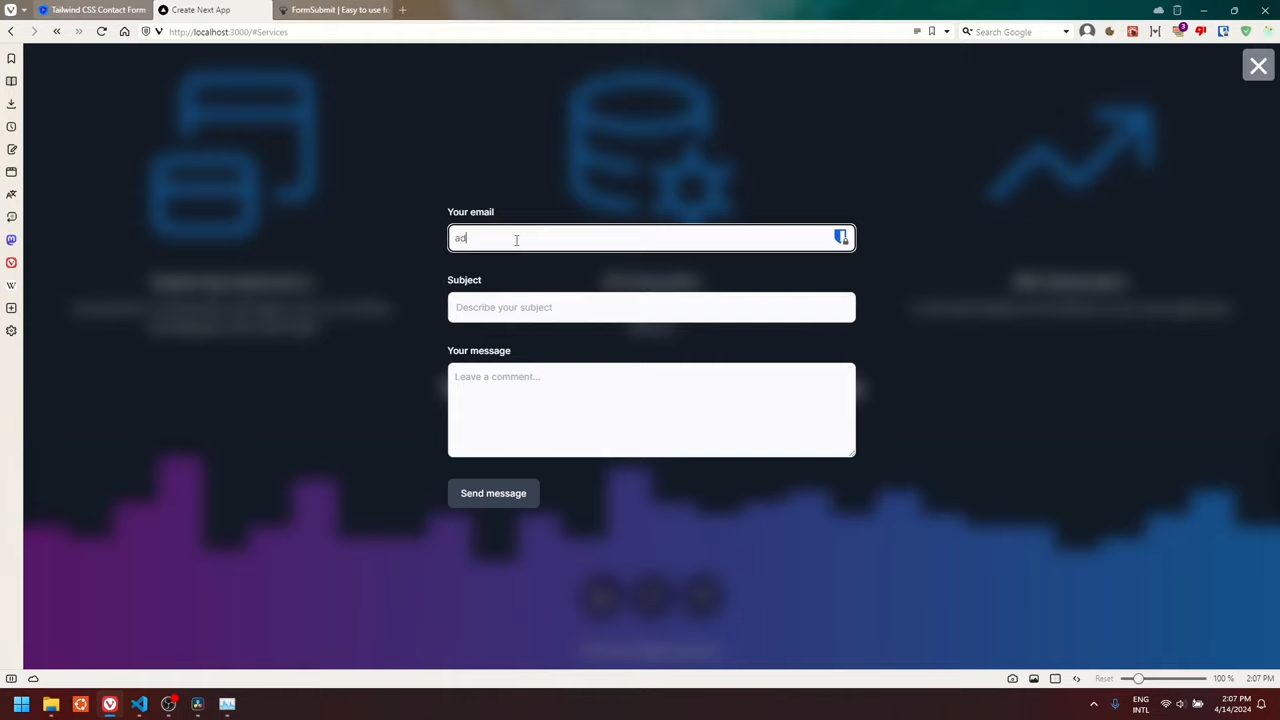 Tailwind CSS Contact Form
Create Next App
FormSubmit | Easy to use fo
http://localhost:3000/#Services
Search Google
3
Your email
ad
Subject
Describe your subject
Your message
Leave a comment...
Send message
Reset
100 %
2:07 PM
ENG
INTL
2:07 PM
4/14/2024